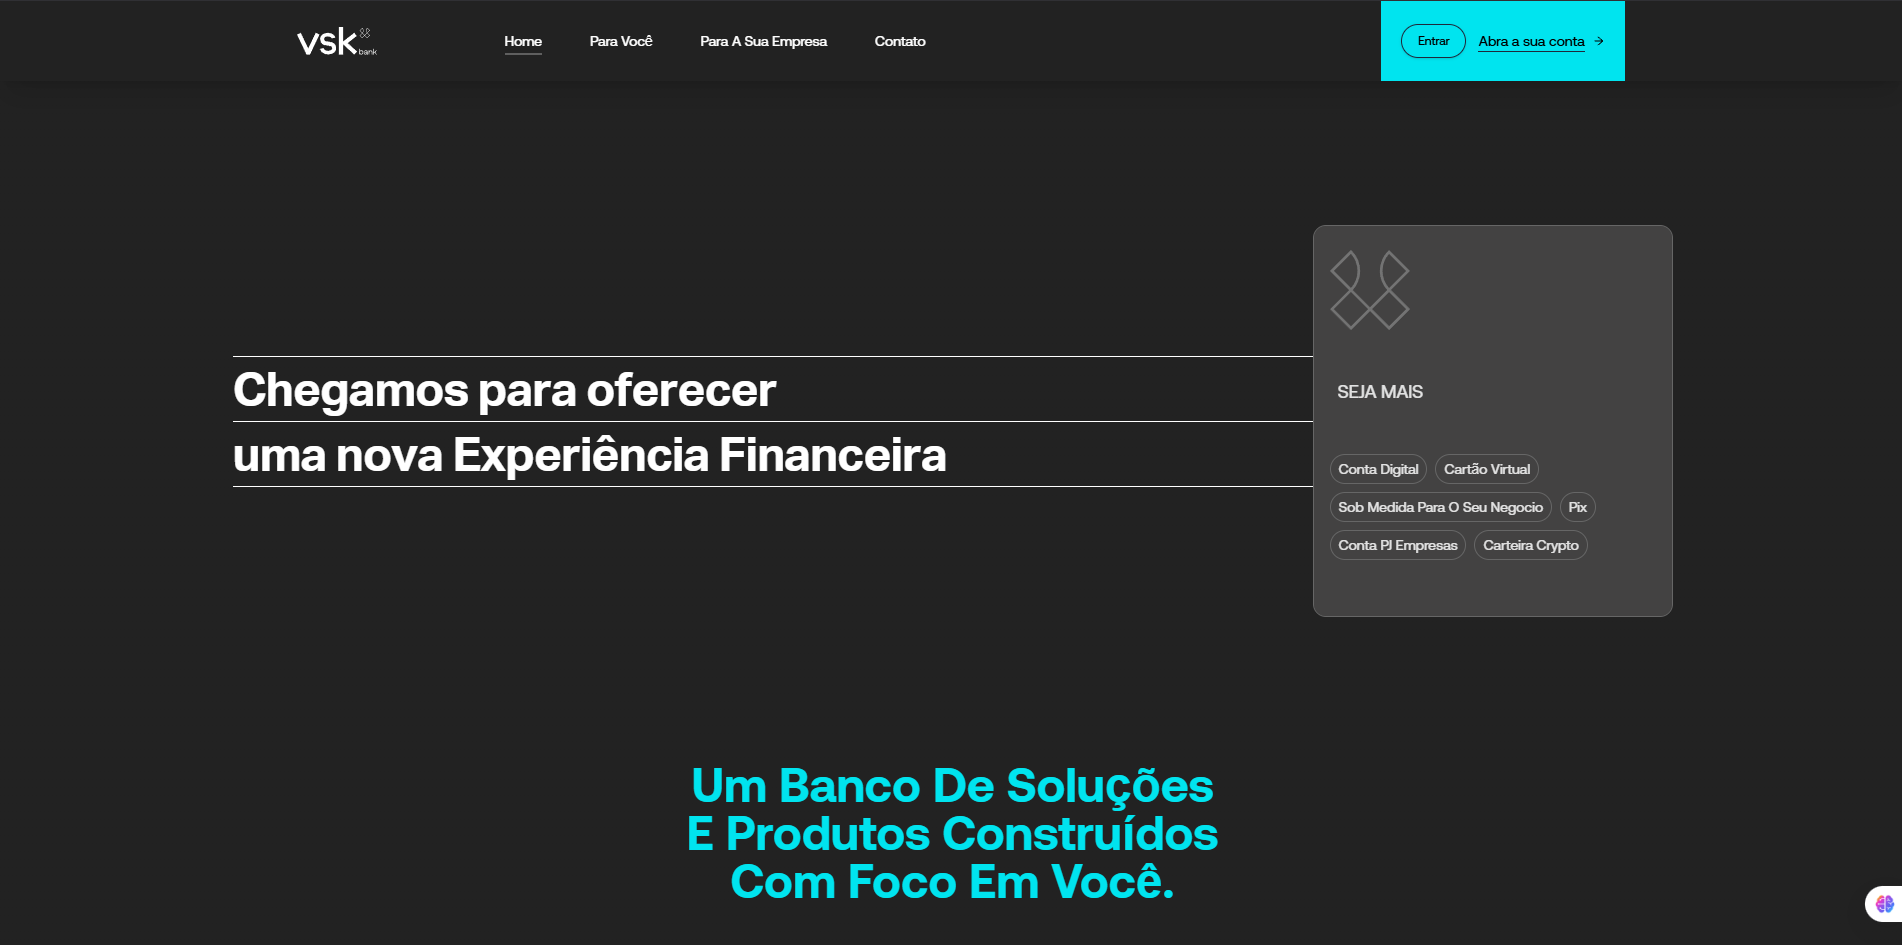 vsk
bank
Home
Para Você
Para A Sua Empresa
Contato
Entrar
Abra a sua conta
Chegamos para oferecer
uma nova Experiência Financeira
SEJA MAIS
Conta Digital
Cartão Virtual
Sob Medida Para O Seu Negocio
Pix
Conta PJ Empresas
Carteira Crypto
Um Banco De Soluções
E Produtos Construídos
Com Foco Em Você.